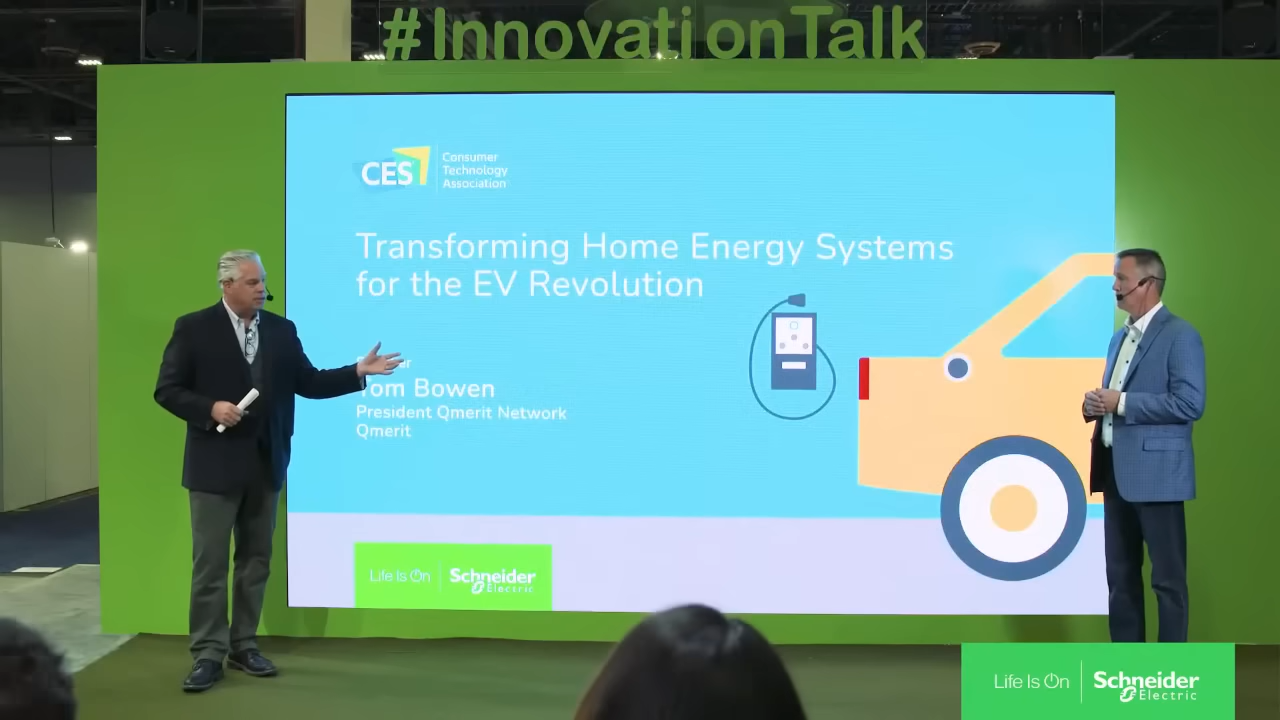 #InnovationTalk
CES
Consumer
Technology
Association
Transforming Home Energy Systems
for the EV Revolution
Tom Bowen
President Qmerit Network
Qmerit
Life Is On
Schneider
Electric
Life Is On
Schneider
Electric